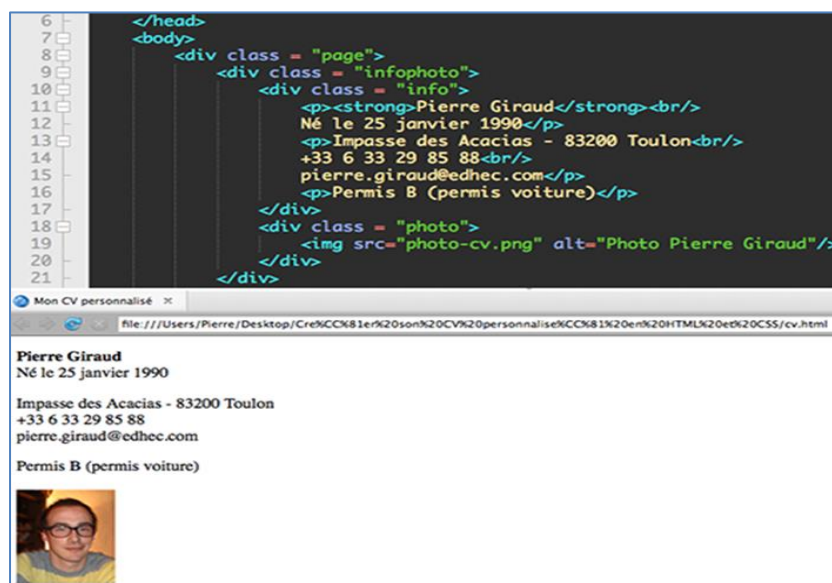 6 </head>
7 <body>
8 <div class = "page">
9 <div class = "infophoto">
10 <div class = "info">
11 <p><strong>Pierre Giraud</strong><br/>
12 Né le 25 janvier 1990</p>
13 <p>Impasse des Acacias - 83200 Toulon<br/>
14 +33 6 33 29 85 88<br/>
15 pierre.giraud@edhec.com</p>
16 <p>Permis B (permis voiture)</p>
17 </div>
18 <div class = "photo">
19 <img src="photo-cv.png" alt="Photo Pierre Giraud"/>
20 </div>
21 </div>
Mon CV personnalisé ×
file:///Users/Pierre/Desktop/Cre%CC%81er%20son%20CV%20personnalise%CC%81%20en%20HTML%20et%20CSS/cv.html
Pierre Giraud
Né le 25 janvier 1990
Impasse des Acacias - 83200 Toulon
+33 6 33 29 85 88
pierre.giraud@edhec.com
Permis B (permis voiture)